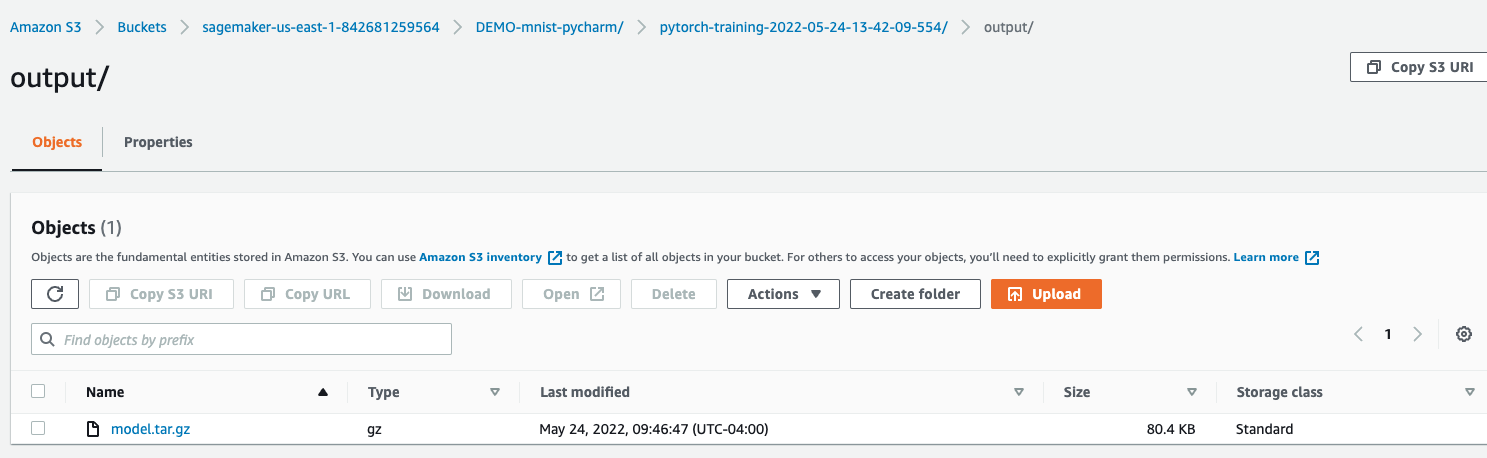 Amazon S3 > Buckets > sagemaker-us-east-1-842681259564 > DEMO-mnist-pycharm/ > pytorch-training-2022-05-24-13-42-09-554/ > output/
output/
Copy S3 URI
Objects Properties
Objects (1)
Objects are the fundamental entities stored in Amazon S3. You can use Amazon S3 inventory to get a list of all objects in your bucket. For others to access your objects, you'll need to explicitly grant them permissions. Learn more
Copy S3 URI Copy URL Download Open Delete Actions Create folder Upload
Find objects by prefix
1
Name Type Last modified Size Storage class
model.tar.gz gz May 24, 2022, 09:46:47 (UTC-04:00) 80.4 KB Standard